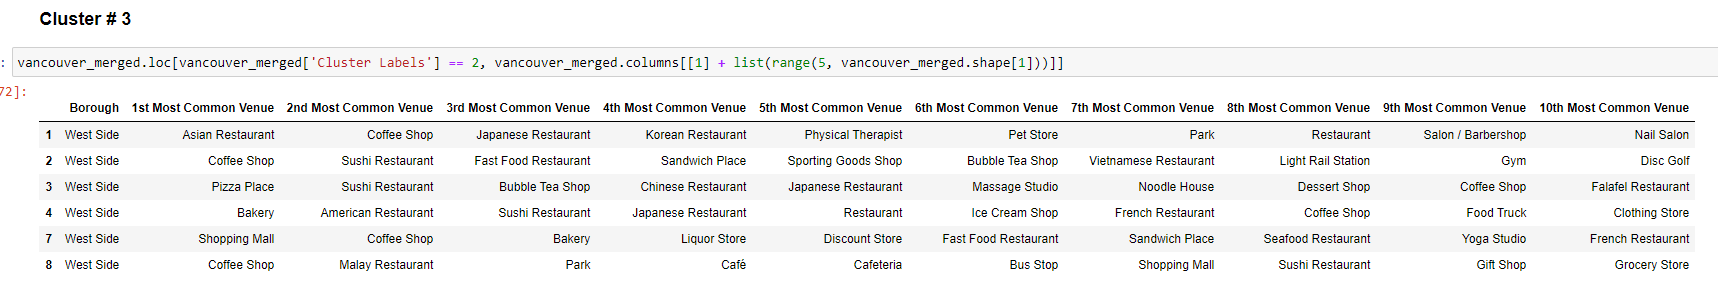 Cluster # 3
: vancouver_merged.loc[vancouver_merged['Cluster Labels'] == 2, vancouver_merged.columns[[1] + list(range(5, vancouver_merged.shape[1]))]]
72]:
Borough 1st Most Common Venue 2nd Most Common Venue 3rd Most Common Venue 4th Most Common Venue 5th Most Common Venue 6th Most Common Venue 7th Most Common Venue 8th Most Common Venue 9th Most Common Venue 10th Most Common Venue
1 West Side Asian Restaurant Coffee Shop Japanese Restaurant Korean Restaurant Physical Therapist Pet Store Park Restaurant Salon / Barbershop Nail Salon
2 West Side Coffee Shop Sushi Restaurant Fast Food Restaurant Sandwich Place Sporting Goods Shop Bubble Tea Shop Vietnamese Restaurant Light Rail Station Gym Disc Golf
3 West Side Pizza Place Sushi Restaurant Bubble Tea Shop Chinese Restaurant Japanese Restaurant Massage Studio Noodle House Dessert Shop Coffee Shop Falafel Restaurant
4 West Side Bakery American Restaurant Sushi Restaurant Japanese Restaurant Restaurant Ice Cream Shop French Restaurant Coffee Shop Food Truck Clothing Store
7 West Side Shopping Mall Coffee Shop Bakery Liquor Store Discount Store Fast Food Restaurant Sandwich Place Seafood Restaurant Yoga Studio French Restaurant
8 West Side Coffee Shop Malay Restaurant Park Café Cafeteria Bus Stop Shopping Mall Sushi Restaurant Gift Shop Grocery Store